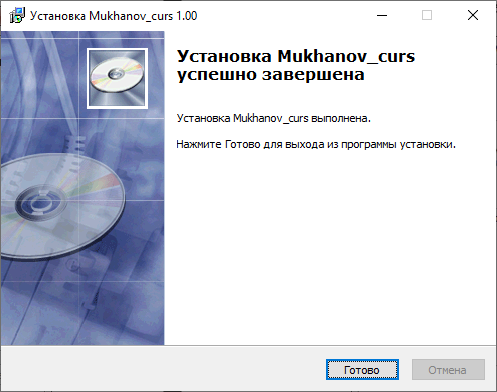 Установка Mukhanov_curs 1.00
Установка Mukhanov_curs
успешно завершена
Установка Mukhanov_curs выполнена.
Нажмите Готово для выхода из программы установки.
Готово
Отмена